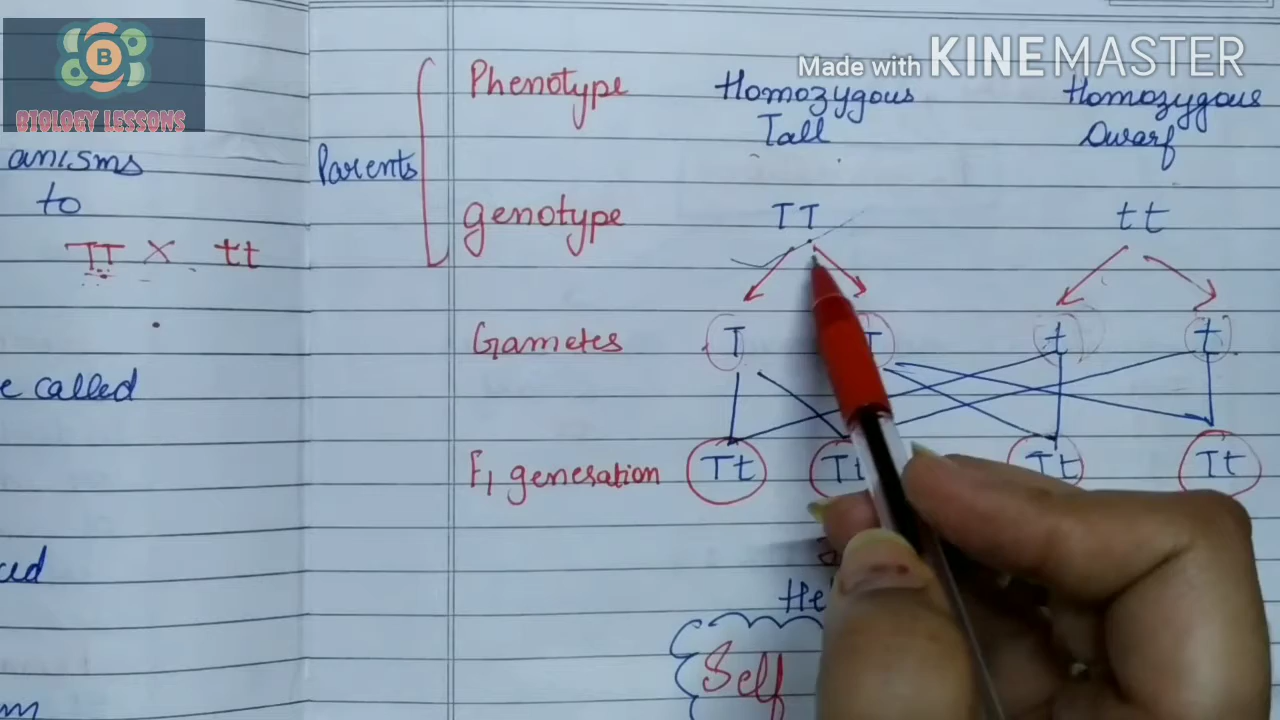 Made with KINEMASTER
B
BIOLOGY LESSONS
Phenotype Homozygous Tall Homozygous Dwarf
anisms
Parents
to
genotype TT tt
TT X tt
Gametes T T t t
e called
F1 generation Tt Tt Tt Tt
He
Self